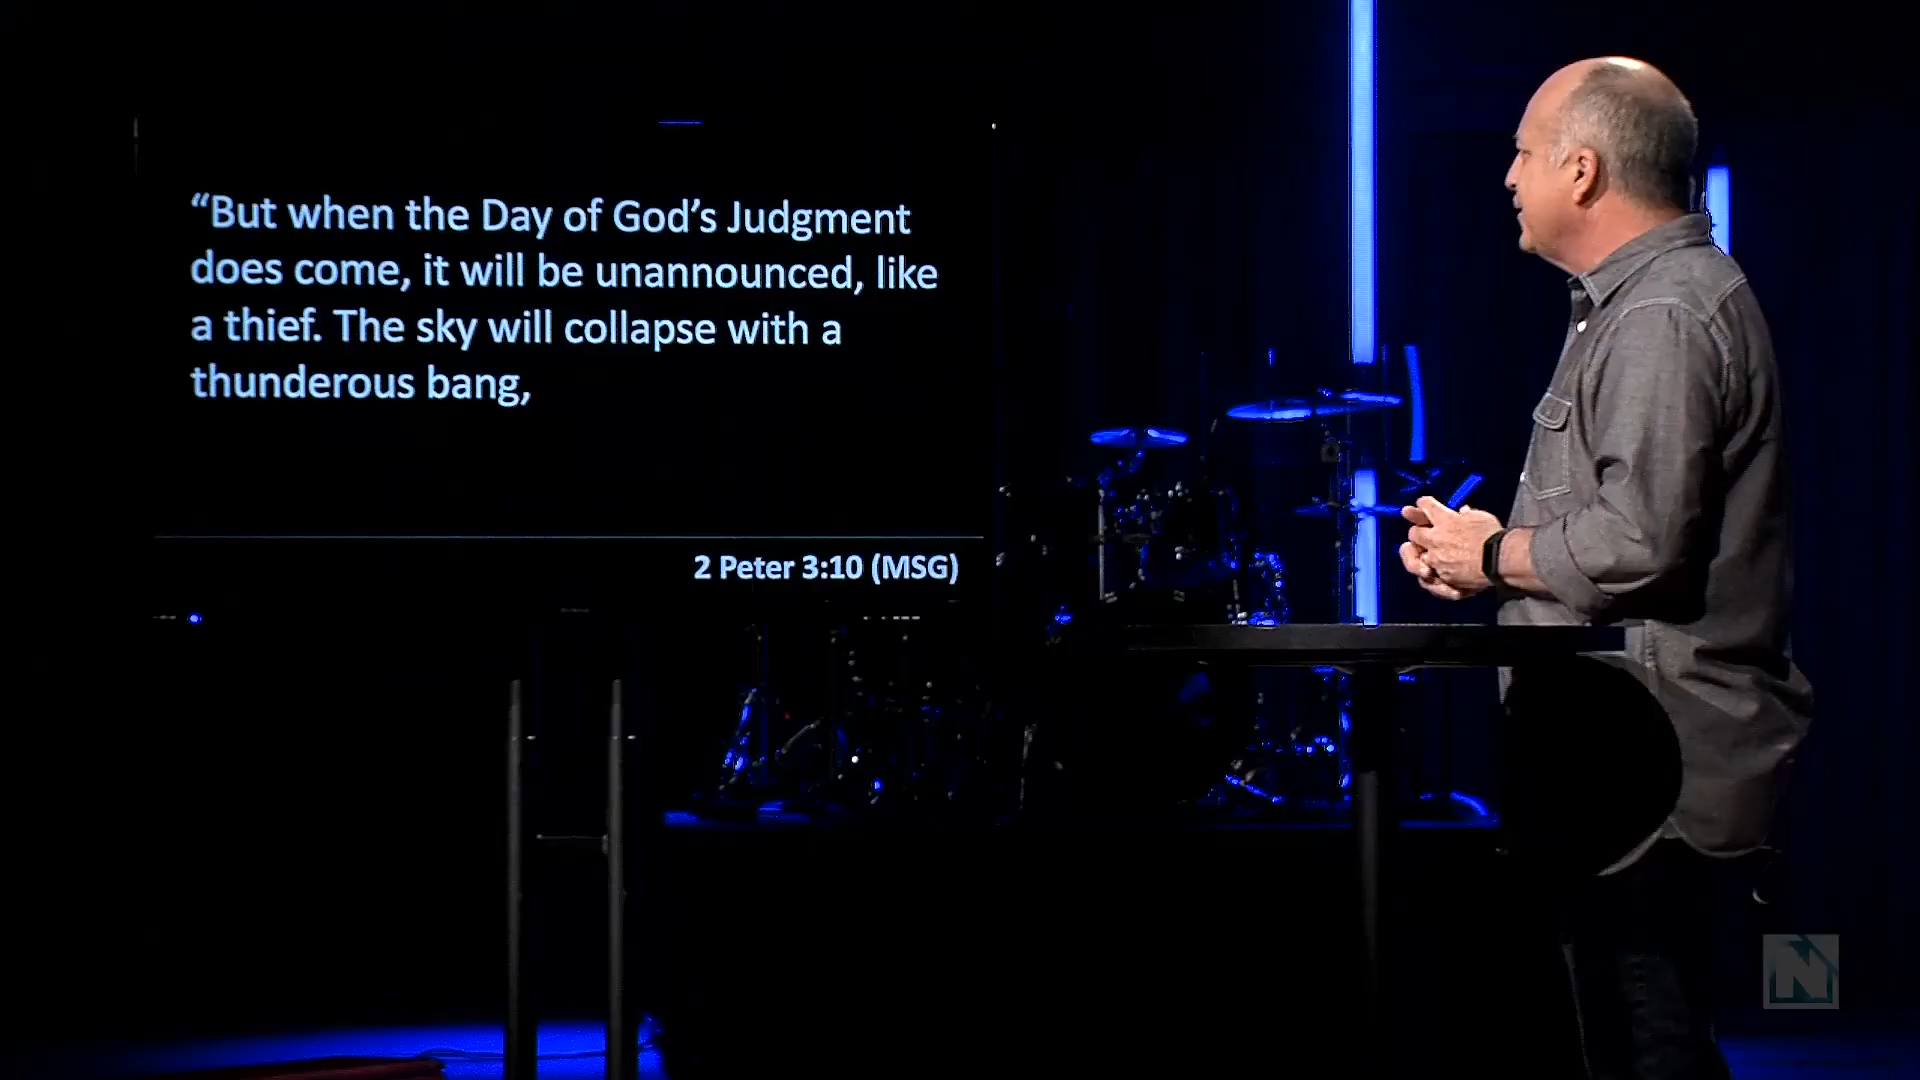 “But when the Day of God’s Judgment
does come, it will be unannounced, like
a thief. The sky will collapse with a
thunderous bang,
2 Peter 3:10 (MSG)
N